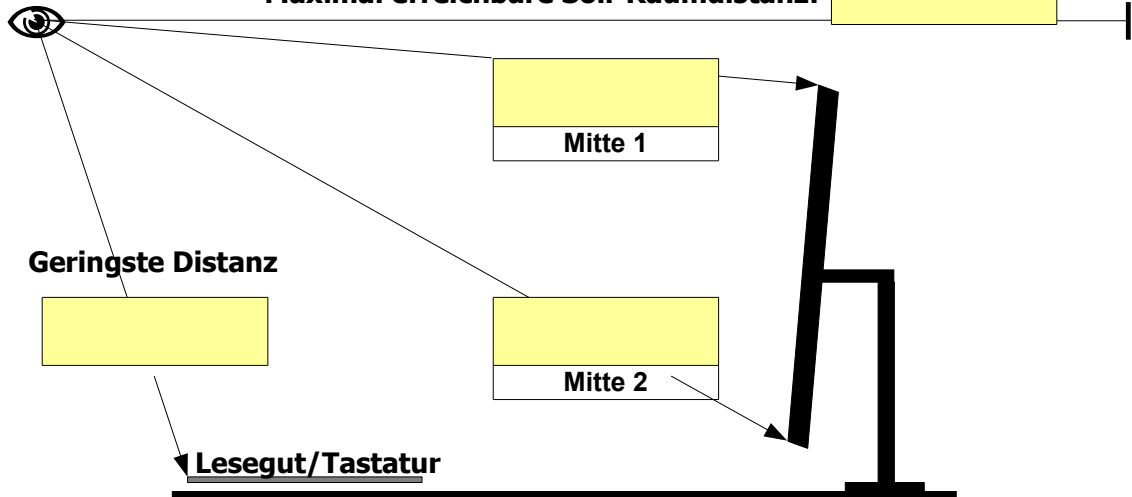 Maximal erreichbare Soll-Raumdistanz:
Mitte 1
Geringste Distanz
Mitte 2
Lesegut/Tastatur